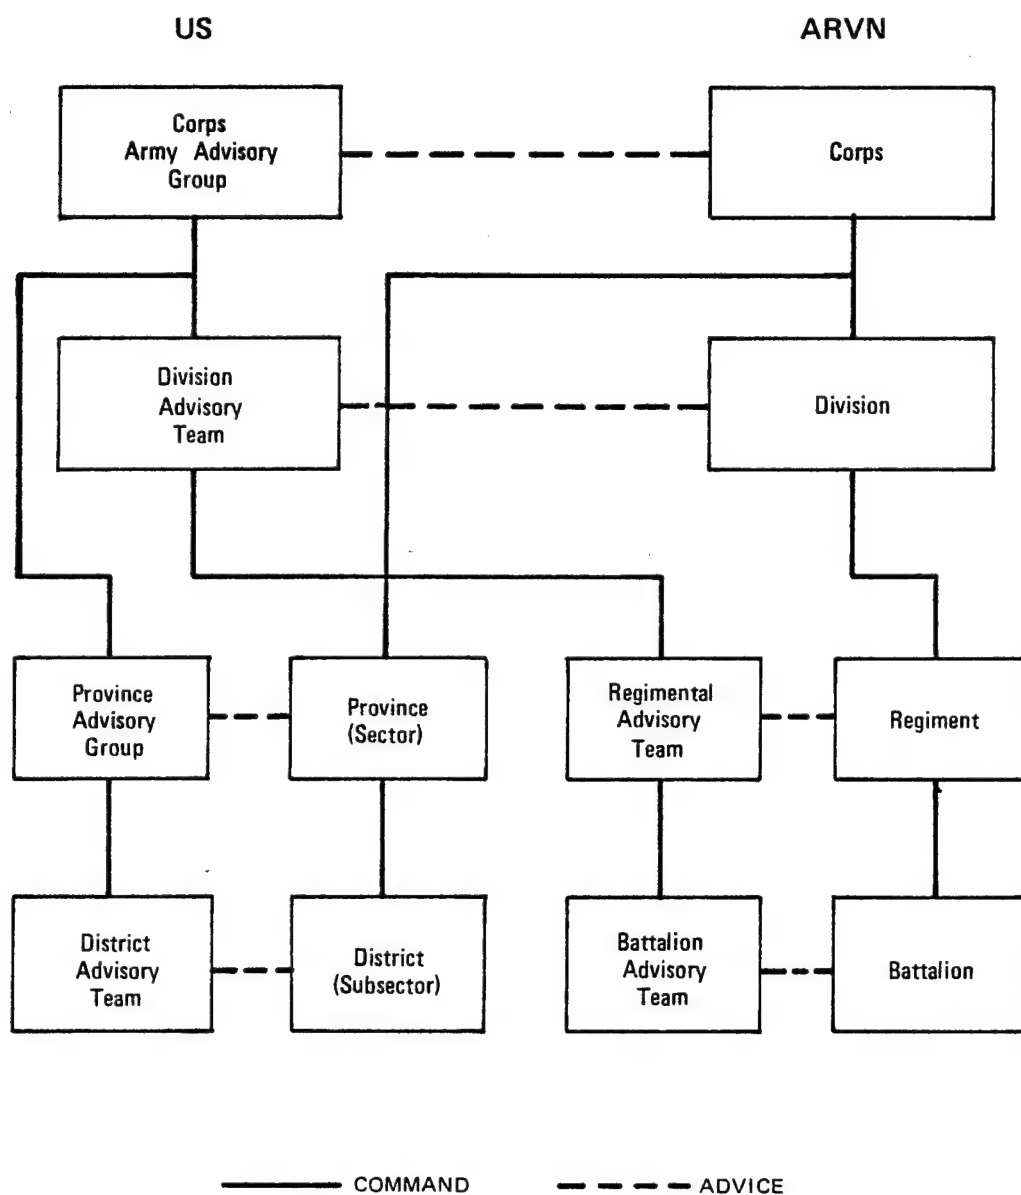 US
ARVN
Corps
Army Advisory
Group
Corps
Division
Advisory
Team
Division
Province
Advisory
Group
Province
(Sector)
Regimental
Advisory
Team
Regiment
District
Advisory
Team
District
(Subsector)
Battalion
Advisory
Team
Battalion
COMMAND
ADVICE